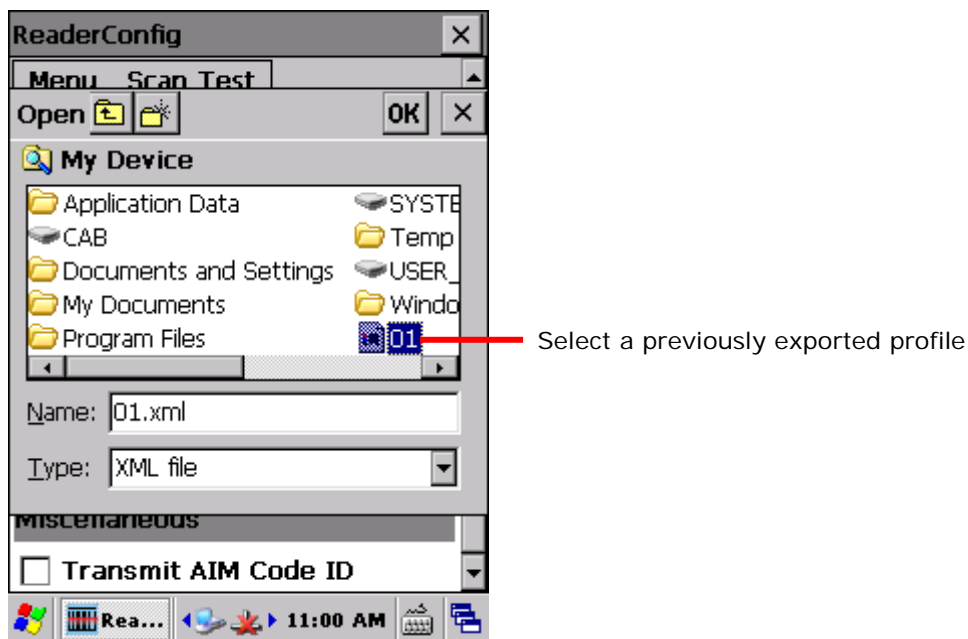 ReaderConfig
Menu Scan Test
Open OK
My Device
Application Data SYSTE
CAB Temp
Documents and Settings USER_
My Documents Windo
Program Files 01
Select a previously exported profile
Name: 01.xml
Type: XML file
Miscellaneous
Transmit AIM Code ID
Rea... 11:00 AM